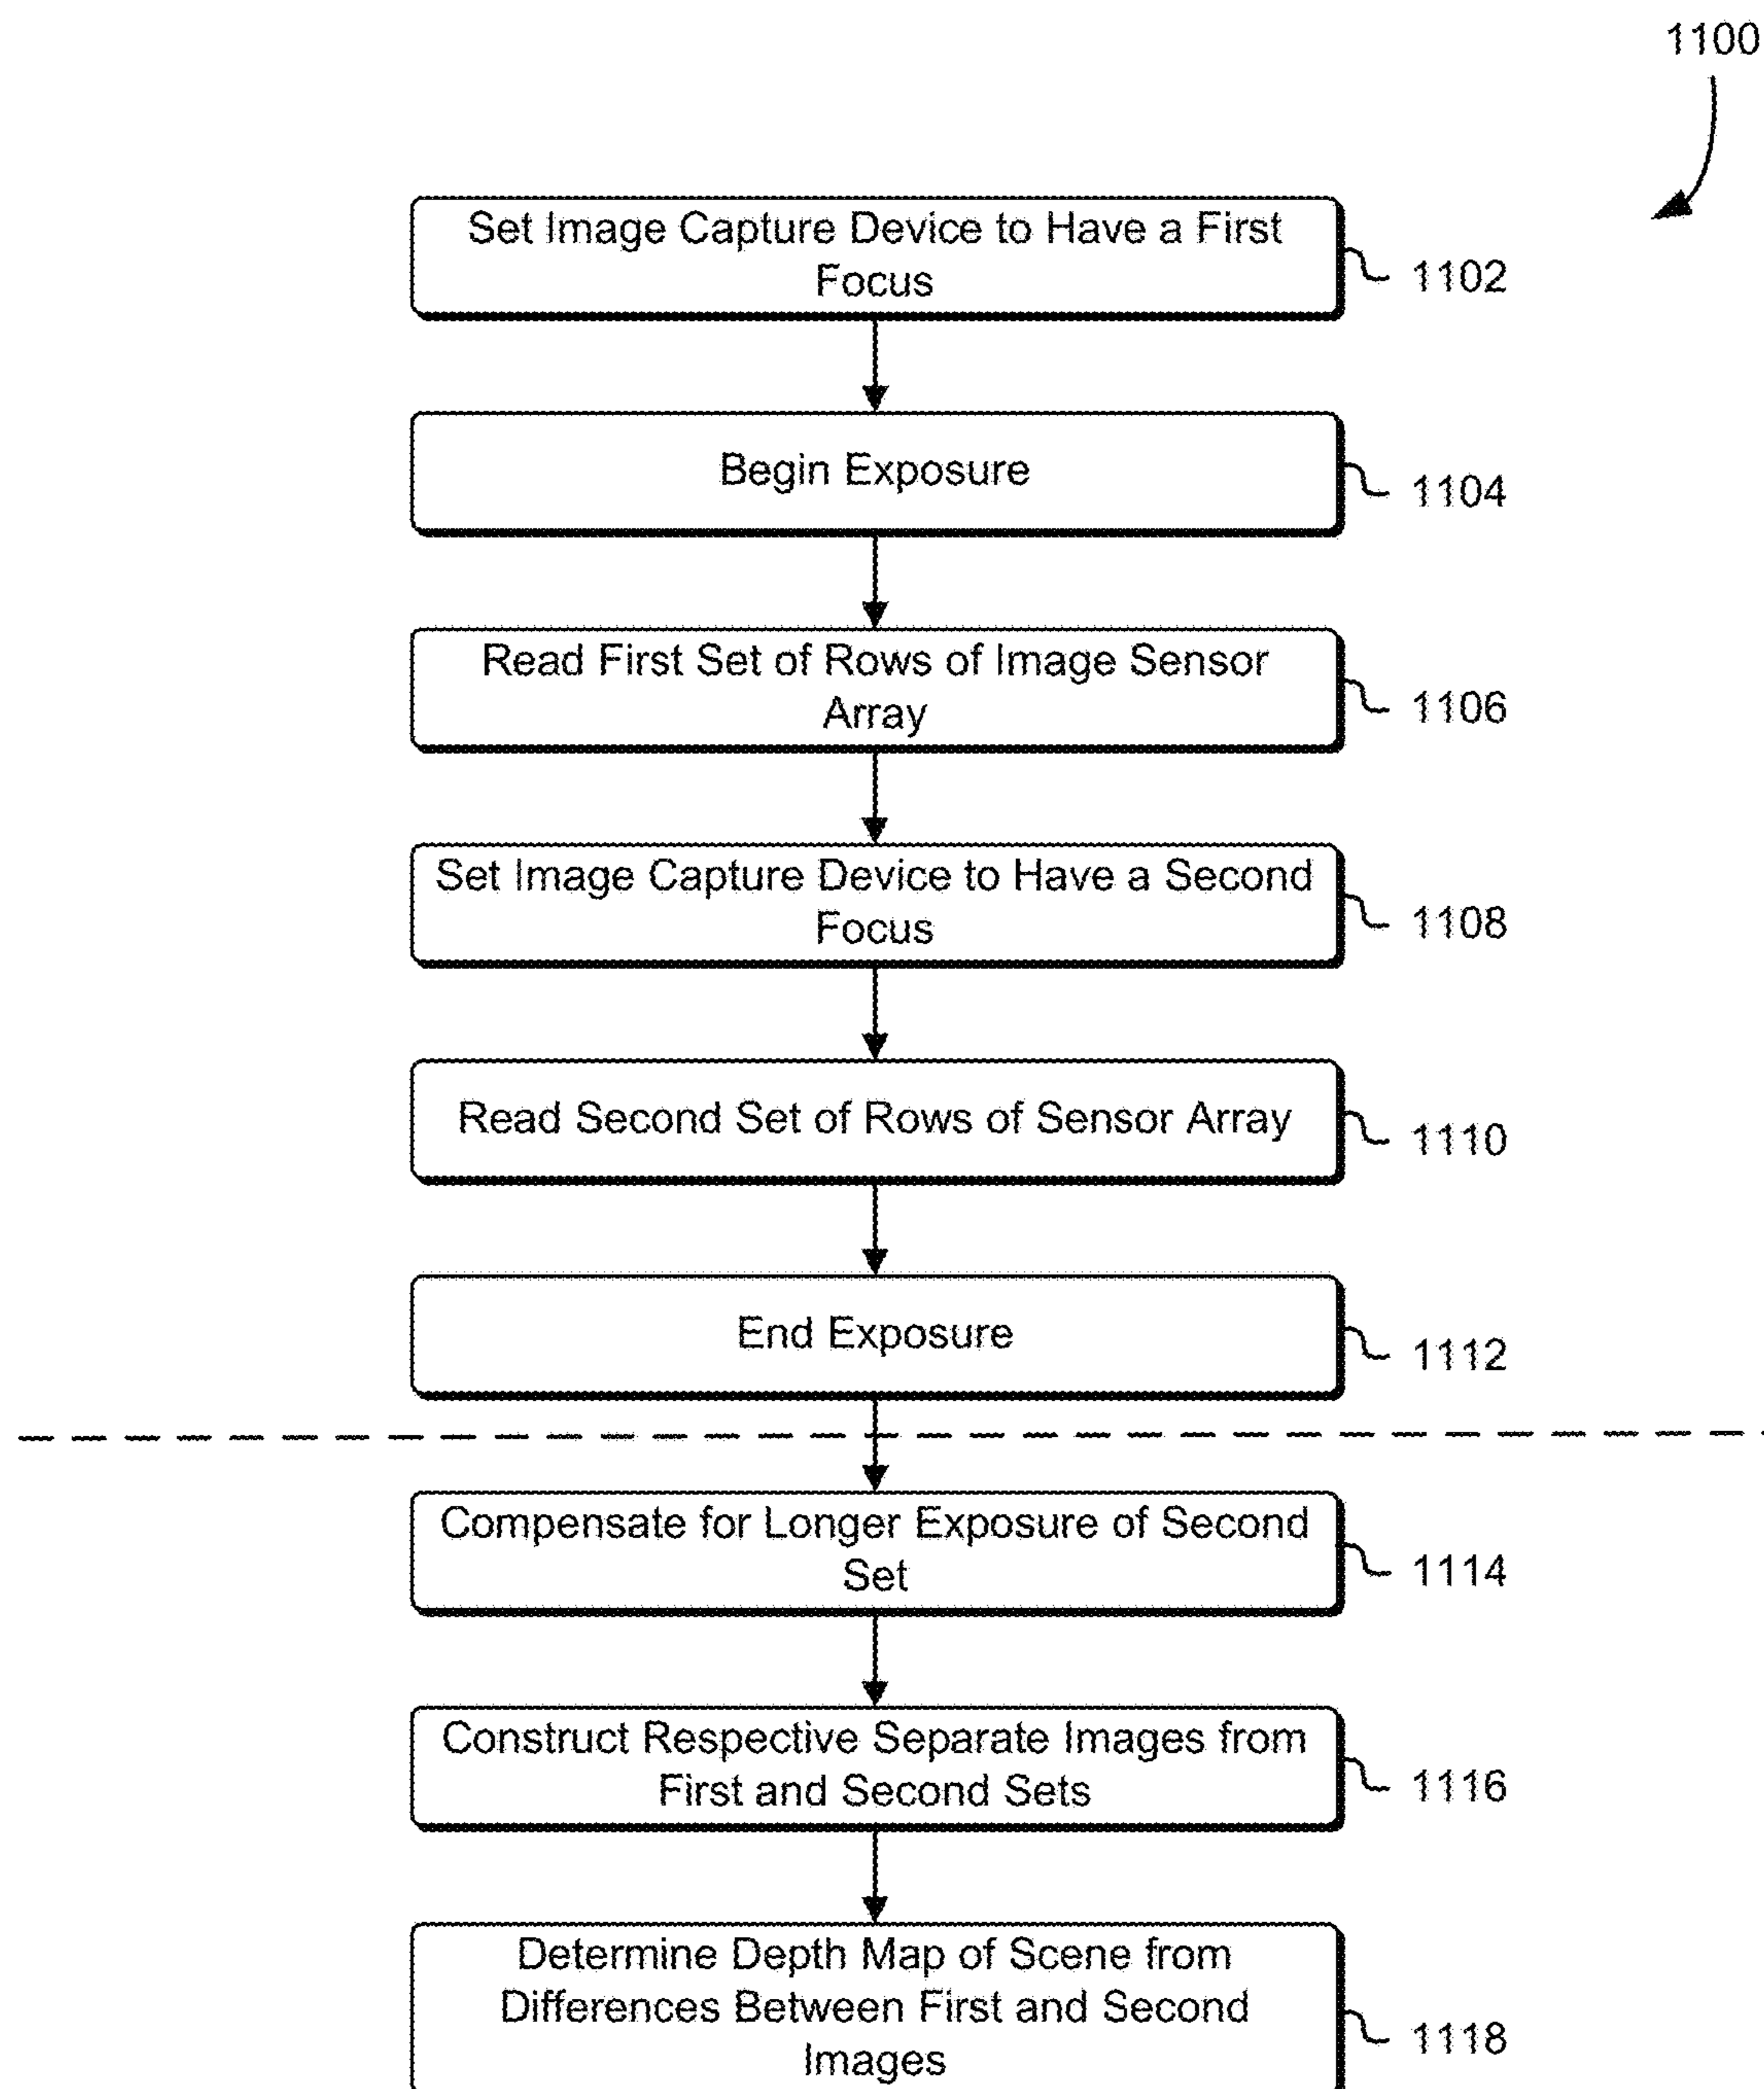 1100
Set Image Capture Device to Have a First
Focus
1102
Begin Exposure
1104
Read First Set of Rows of Image Sensor
Array
1106
Set Image Capture Device to Have a Second
Focus
1108
Read Second Set of Rows of Sensor Array
1110
End Exposure
1112
Compensate for Longer Exposure of Second
Set
1114
Construct Respective Separate Images from
First and Second Sets
1116
Determine Depth Map of Scene from
Differences Between First and Second
Images
1118